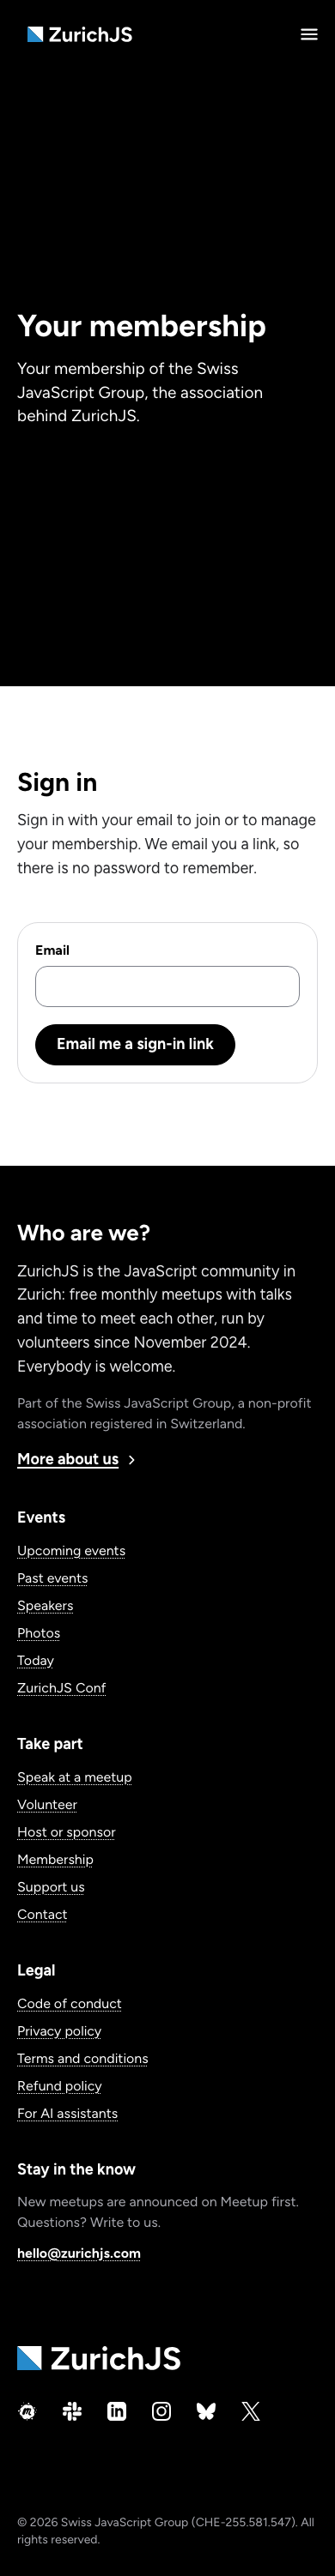 ZurichJS
Your membership
Your membership of the Swiss
JavaScript Group, the association
behind ZurichJS.
Sign in
Sign in with your email to join or to manage
your membership. We email you a link, so
there is no password to remember.
Email
Email me a sign-in link
Who are we?
ZurichJS is the JavaScript community in
Zurich: free monthly meetups with talks
and time to meet each other, run by
volunteers since November 2024.
Everybody is welcome.
Part of the Swiss JavaScript Group, a non-profit
association registered in Switzerland.
More about us
Events
Upcoming events
Past events
Speakers
Photos
Today
ZurichJS Conf
Take part
Speak at a meetup
Volunteer
Host or sponsor
Membership
Support us
Contact
Legal
Code of conduct
Privacy policy
Terms and conditions
Refund policy
For AI assistants
Stay in the know
New meetups are announced on Meetup first.
Questions? Write to us.
hello@zurichjs.com
ZurichJS
© 2026 Swiss JavaScript Group (CHE-255.581.547). All
rights reserved.